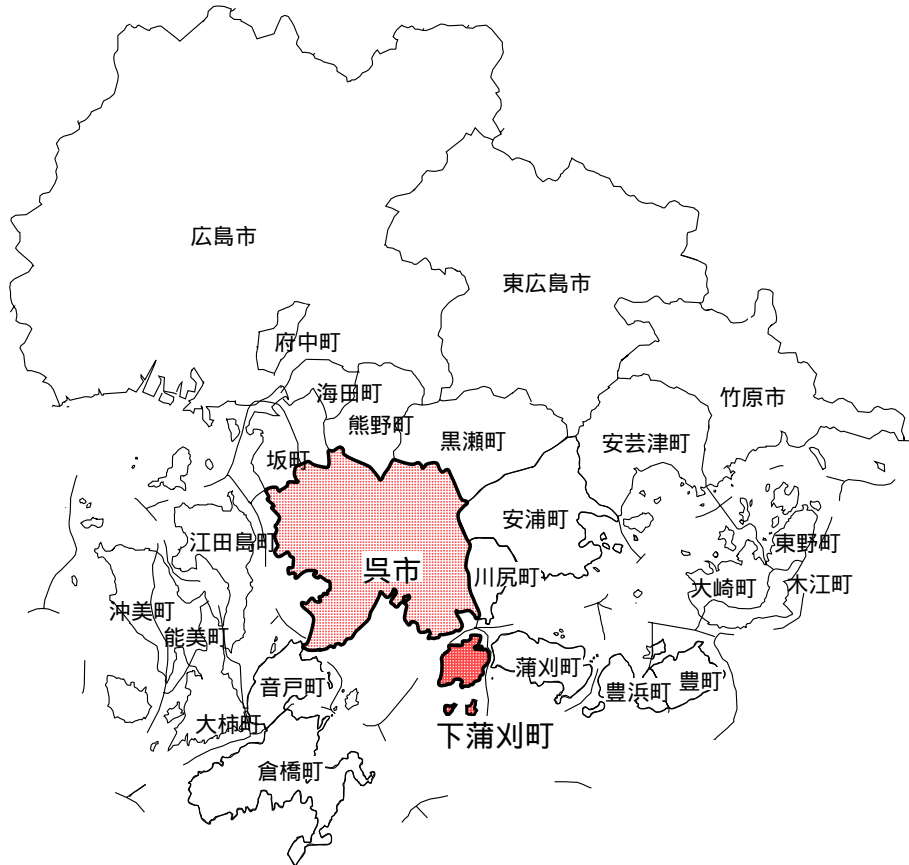 広島市
東広島市
府中町
海田町
竹原市
熊野町
黒瀬町
安芸津町
坂町
安浦町
江田島町
東野町
呉市
川尻町
大崎町
木江町
沖美町
能美町
蒲刈町
音戸町
豊浜町
豊町
大柿町
下蒲刈町
倉橋町